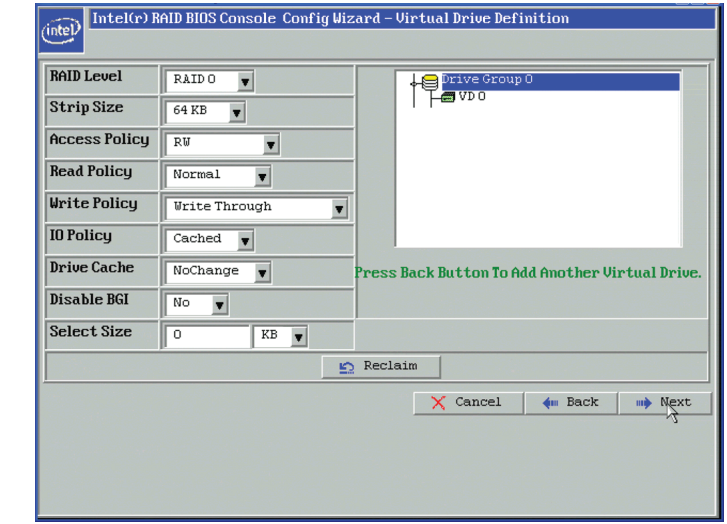 intel
Intel(r) RAID BIOS Console Config Wizard – Virtual Drive Definition
RAID Level
RAID 0
Strip Size
64 KB
Access Policy
RW
Read Policy
Normal
Write Policy
Write Through
IO Policy
Cached
Drive Cache
NoChange
Disable BGI
No
Select Size
0
KB
Drive Group 0
VD 0
Press Back Button To Add Another Virtual Drive.
Reclaim
Cancel
Back
Next